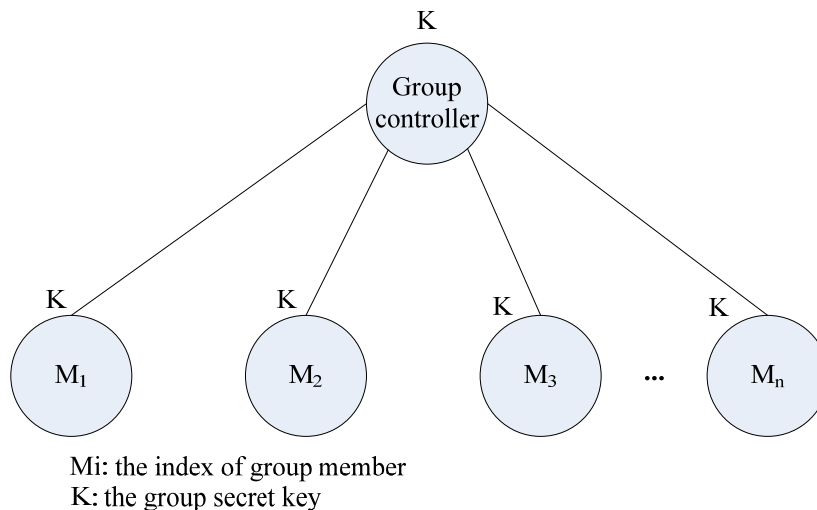 K
Group
controller
K K K K
M₁ M₂ M₃ ... Mₙ
Mi: the index of group member
K: the group secret key